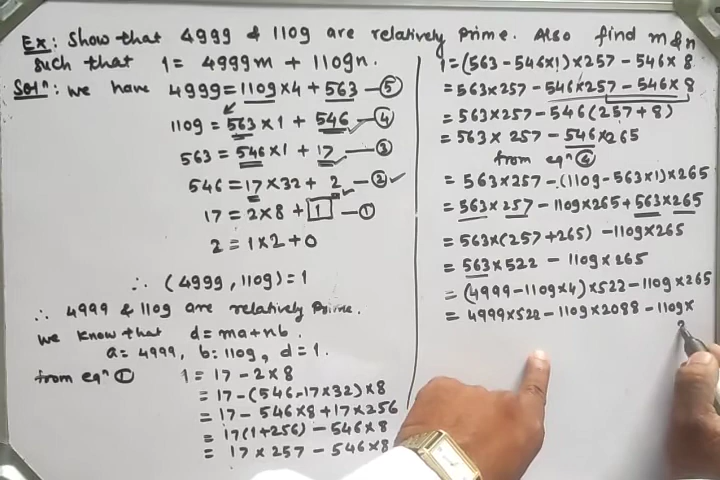 Ex: Show that 4999 & 1109 are relatively prime. Also find m & n
such that 1 = 4999m + 1109n.
Solⁿ: we have 4999 = 1109×4 + 563 — ⑤
1109 = 563×1 + 546 — ④
563 = 546×1 + 17 — ③
546 = 17×32 + 2 — ②
17 = 2×8 + 1 — ①
2 = 1×2+0
∴ (4999, 1109) = 1
∴ 4999 & 1109 are relatively Prime.
we know that d = ma+nb.
a = 4999, b = 1109, d = 1.
from eqⁿ ① 1 = 17 - 2×8
= 17 - (546 - 17×32)×8
= 17 - 546×8 + 17×256
= 17(1+256) - 546×8
= 17×257 - 546×8
1 = (563 - 546×1)×257 - 546×8
= 563×257 - 546×257 - 546×8
= 563×257 - 546(257+8)
= 563×257 - 546×265
from eqⁿ ④
= 563×257 - (1109 - 563×1)×265
= 563×257 - 1109×265 + 563×265
= 563×(257+265) - 1109×265
= 563×522 - 1109×265
= (4999 - 1109×4)×522 - 1109×265
= 4999×522 - 1109×2088 - 1109×
2